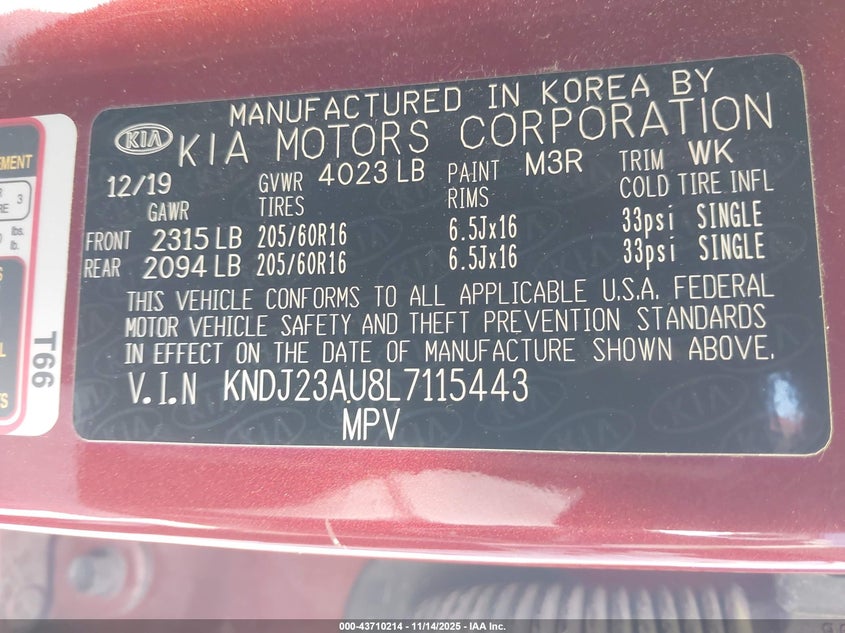 MANUFACTURED IN KOREA BY
KIA KIA MOTORS CORPORATION
12/19 GVWR 4023 LB PAINT M3R TRIM WK
GAWR TIRES RIMS COLD TIRE INFL
FRONT 2315 LB 205/60R16 6.5Jx16 33psi SINGLE
REAR 2094 LB 205/60R16 6.5Jx16 33psi SINGLE
THIS VEHICLE CONFORMS TO ALL APPLICABLE U.S.A. FEDERAL
MOTOR VEHICLE SAFETY AND THEFT PREVENTION STANDARDS
IN EFFECT ON THE DATE OF MANUFACTURE SHOWN ABOVE.
V.I.N KNDJ23AU8L7115443
MPV
T66
3
lbs.
lb.
000-43710214 - 11/14/2025 - IAA Inc.